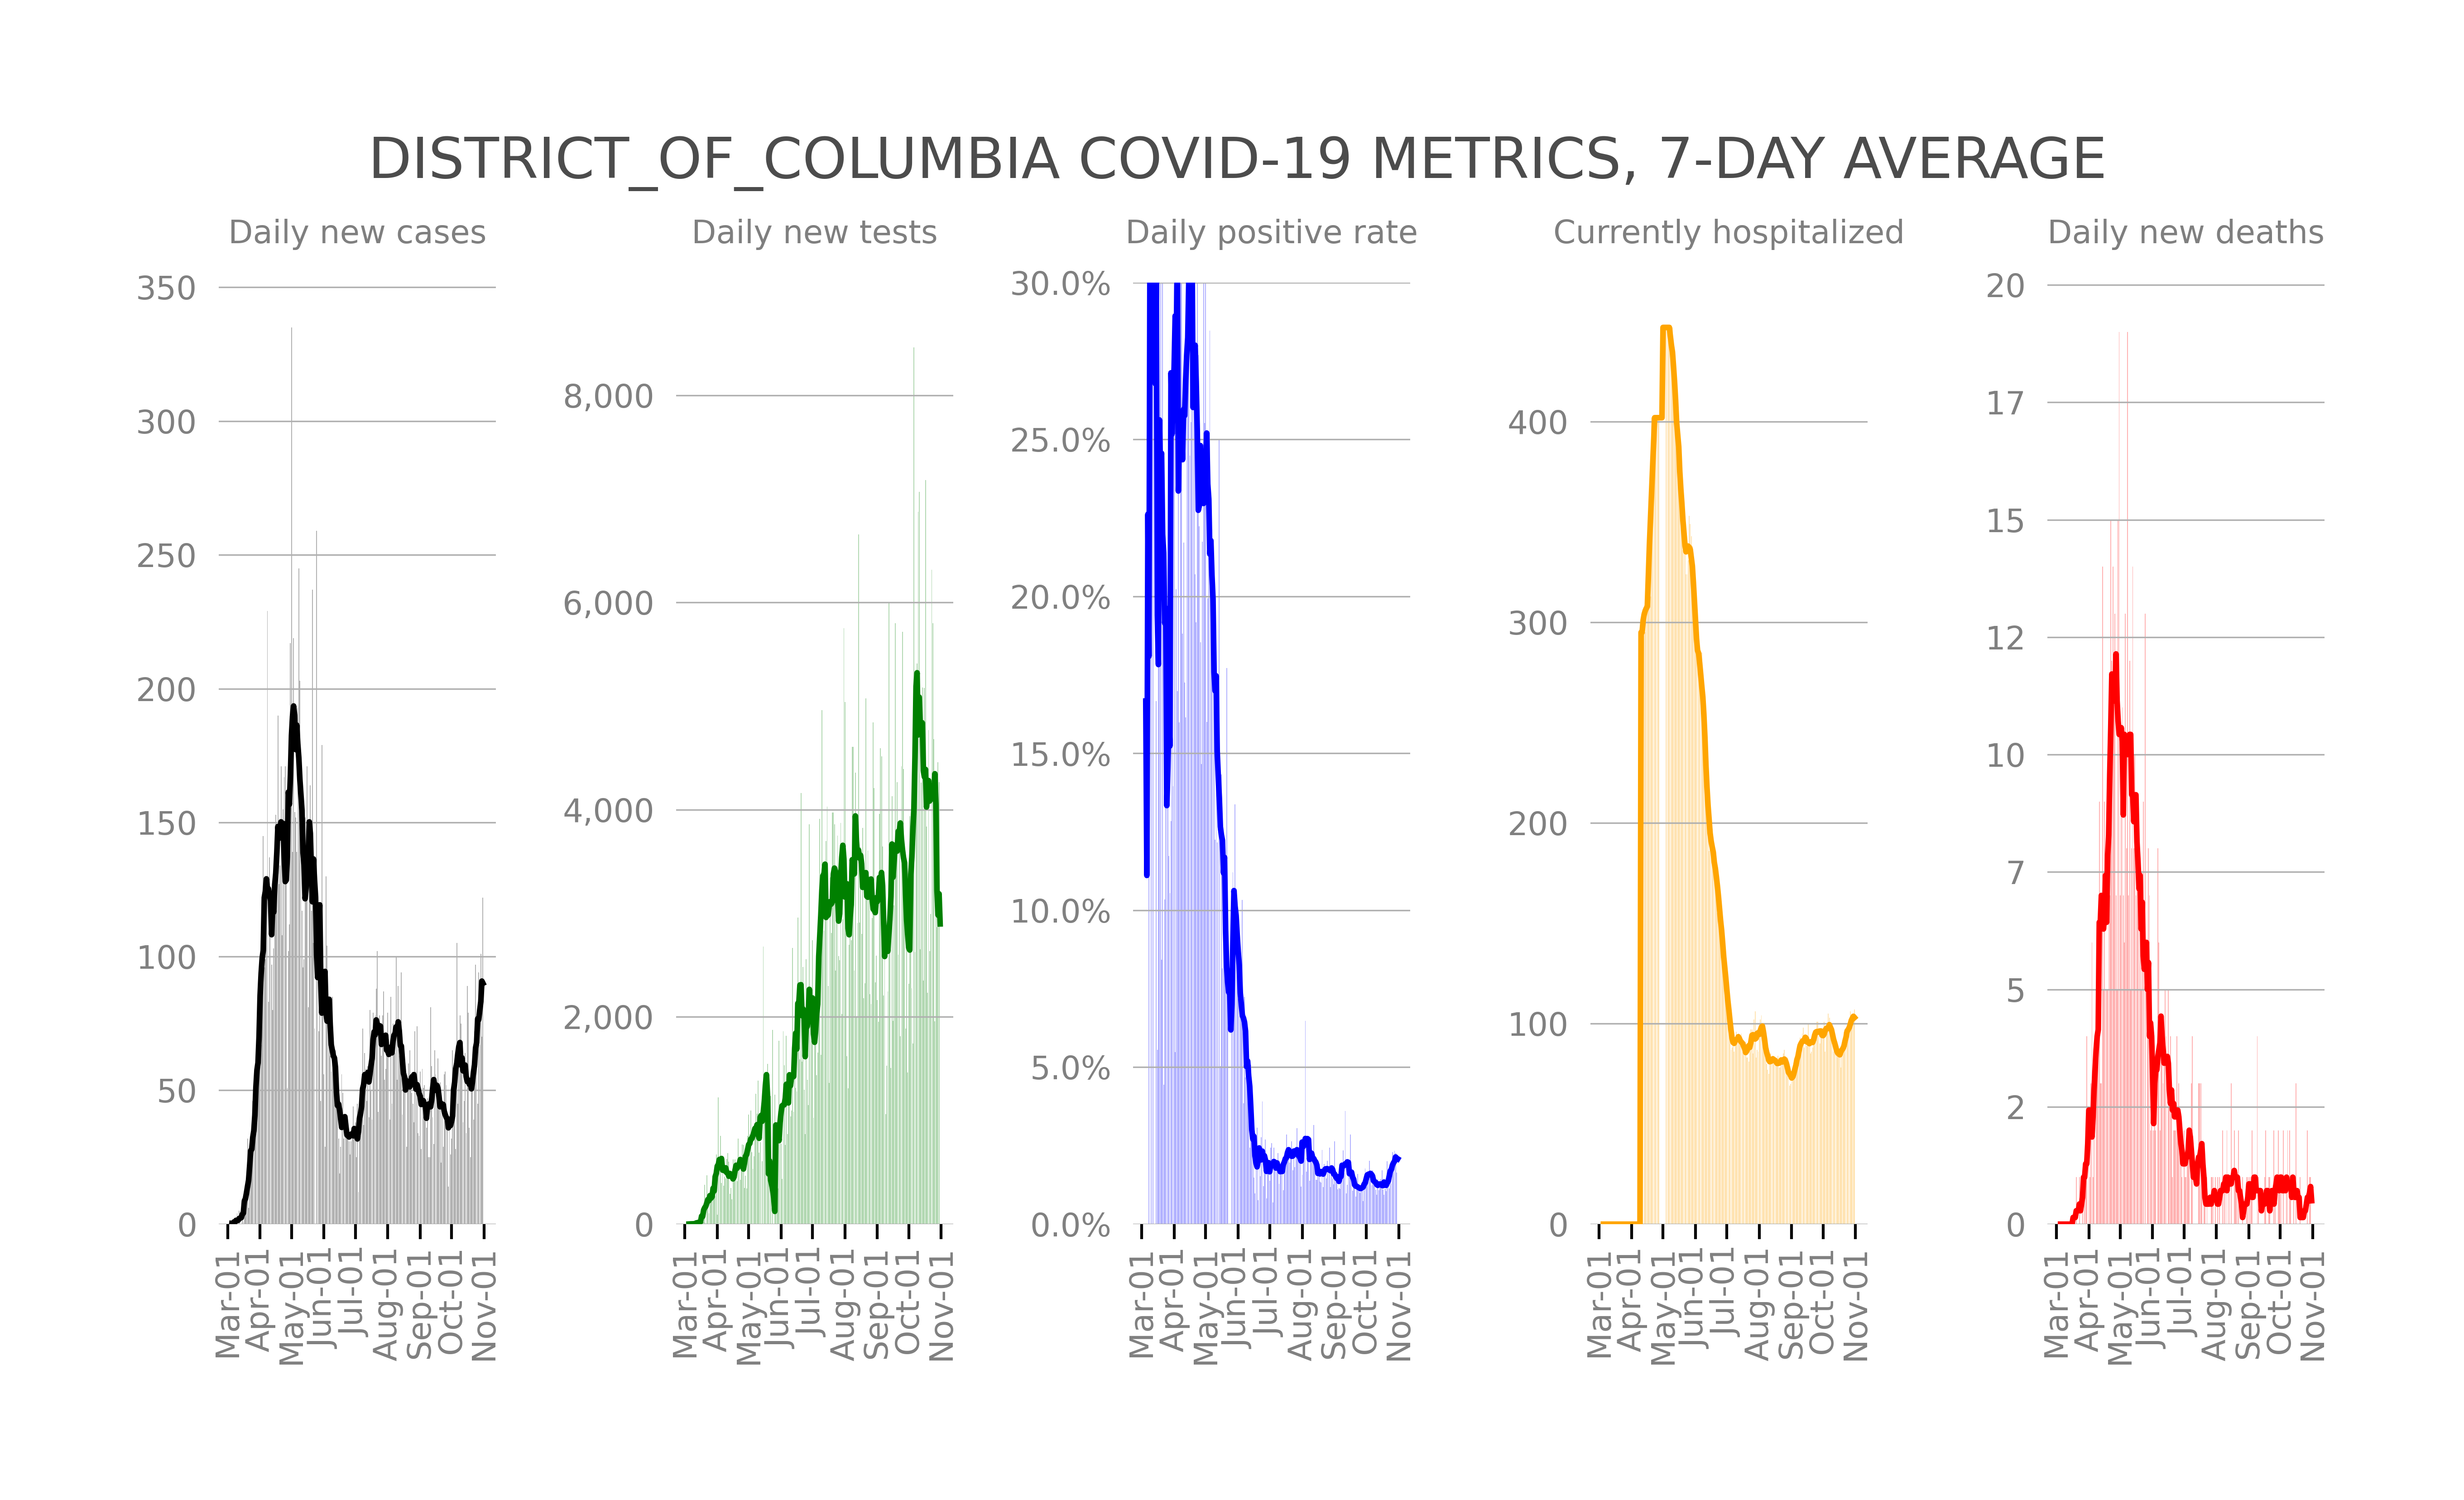 DISTRICT_OF_COLUMBIA COVID-19 METRICS, 7-DAY AVERAGE
Daily new cases
350
300
250
200
150
100
50
0
Mar-01
Apr-01
May-01
Jun-01
Jul-01
Aug-01
Sep-01
Oct-01
Nov-01
Daily new tests
8,000
6,000
4,000
2,000
0
Mar-01
Apr-01
May-01
Jun-01
Jul-01
Aug-01
Sep-01
Oct-01
Nov-01
Daily positive rate
30.0%
25.0%
20.0%
15.0%
10.0%
5.0%
0.0%
Mar-01
Apr-01
May-01
Jun-01
Jul-01
Aug-01
Sep-01
Oct-01
Nov-01
Currently hospitalized
400
300
200
100
0
Mar-01
Apr-01
May-01
Jun-01
Jul-01
Aug-01
Sep-01
Oct-01
Nov-01
Daily new deaths
20
17
15
12
10
7
5
2
0
Mar-01
Apr-01
May-01
Jun-01
Jul-01
Aug-01
Sep-01
Oct-01
Nov-01